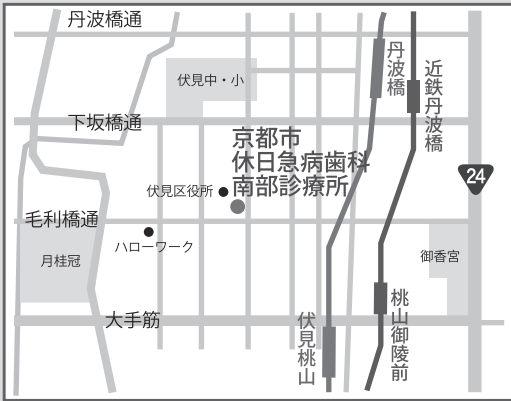 丹波橋通
伏見中・小
丹波橋
近鉄丹波橋
下坂橋通
京都市
休日急病歯科
南部診療所
伏見区役所
24
毛利橋通
ハローワーク
月桂冠
御香宮
大手筋
伏見桃山
桃山御陵前